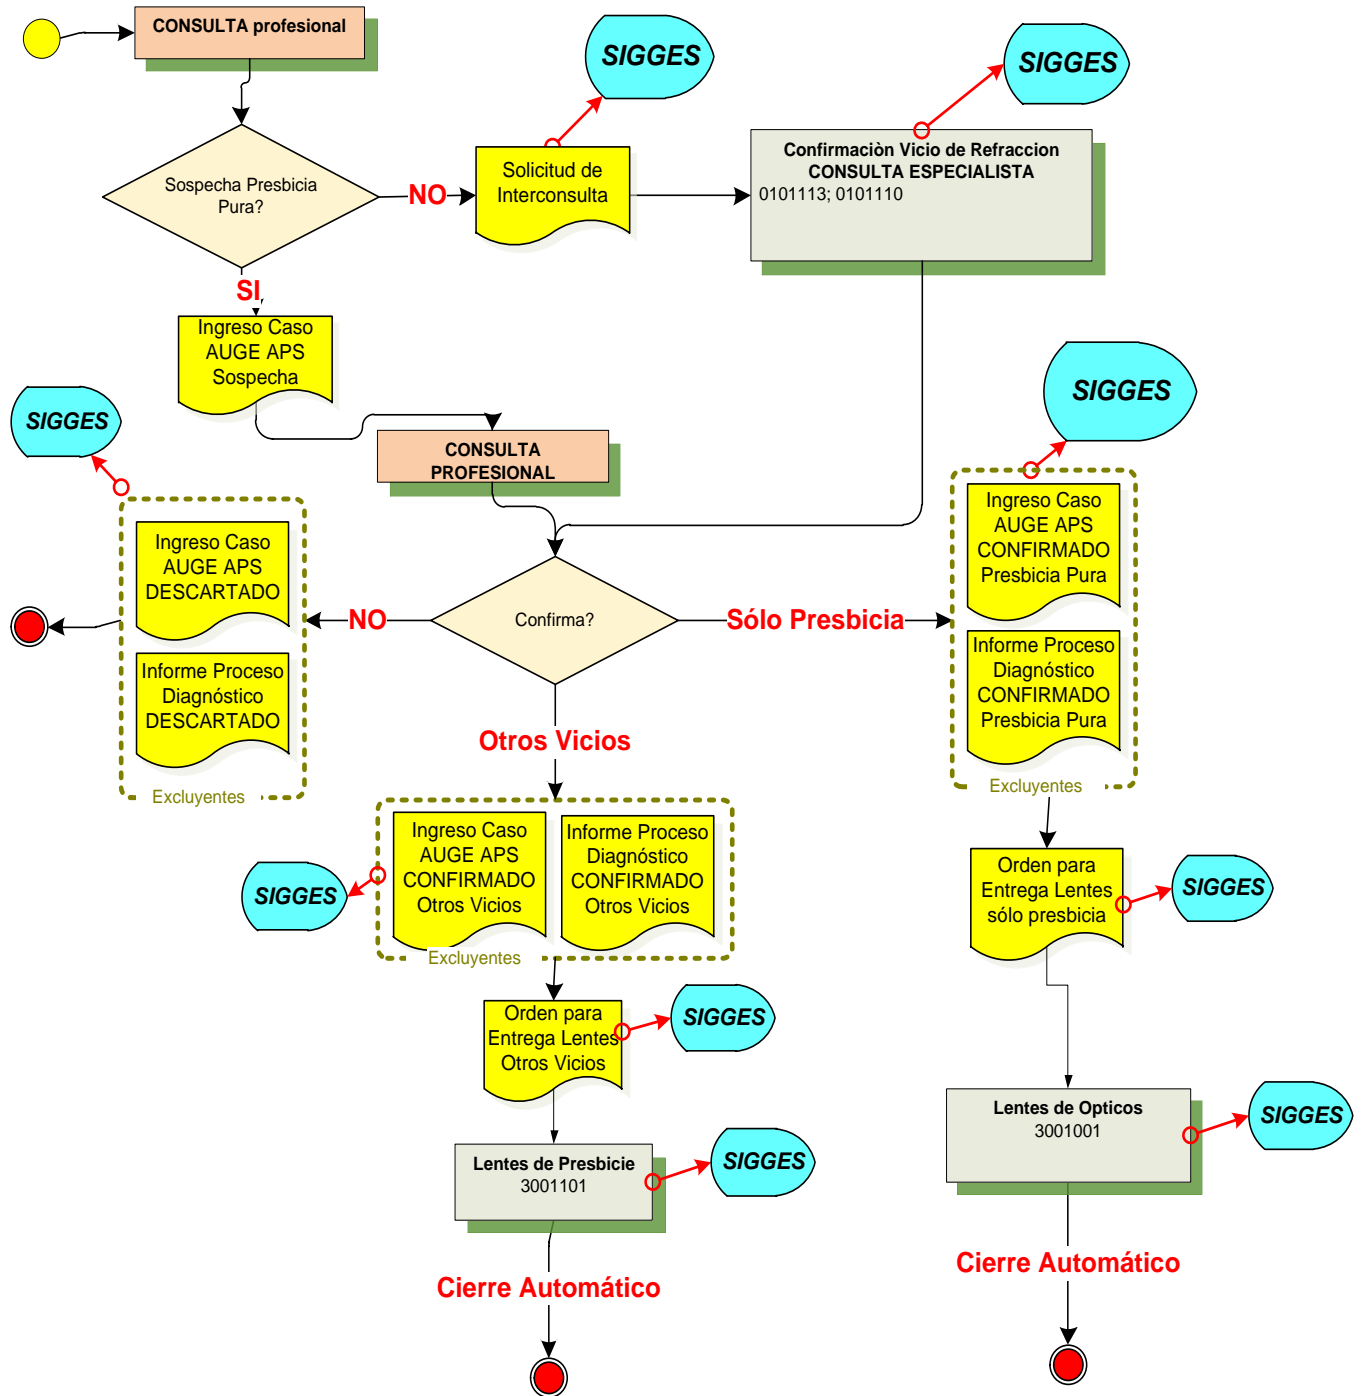 CONSULTA profesional
SIGGES
SIGGES
Sospecha Presbicia
Pura?
NO
Solicitud de
Interconsulta
Confirmaciòn Vicio de Refraccion
CONSULTA ESPECIALISTA
0101113; 0101110
SI
Ingreso Caso
AUGE APS
Sospecha
SIGGES
SIGGES
CONSULTA
PROFESIONAL
Ingreso Caso
AUGE APS
DESCARTADO
Informe Proceso
Diagnóstico
DESCARTADO
Excluyentes
NO
Confirma?
Sólo Presbicia
Ingreso Caso
AUGE APS
CONFIRMADO
Presbicia Pura
Informe Proceso
Diagnóstico
CONFIRMADO
Presbicia Pura
Excluyentes
Otros Vicios
Ingreso Caso
AUGE APS
CONFIRMADO
Otros Vicios
Informe Proceso
Diagnóstico
CONFIRMADO
Otros Vicios
Excluyentes
SIGGES
Orden para
Entrega Lentes
sólo presbicia
SIGGES
Orden para
Entrega Lentes
Otros Vicios
SIGGES
Lentes de Opticos
3001001
SIGGES
Lentes de Presbicie
3001101
SIGGES
Cierre Automático
Cierre Automático